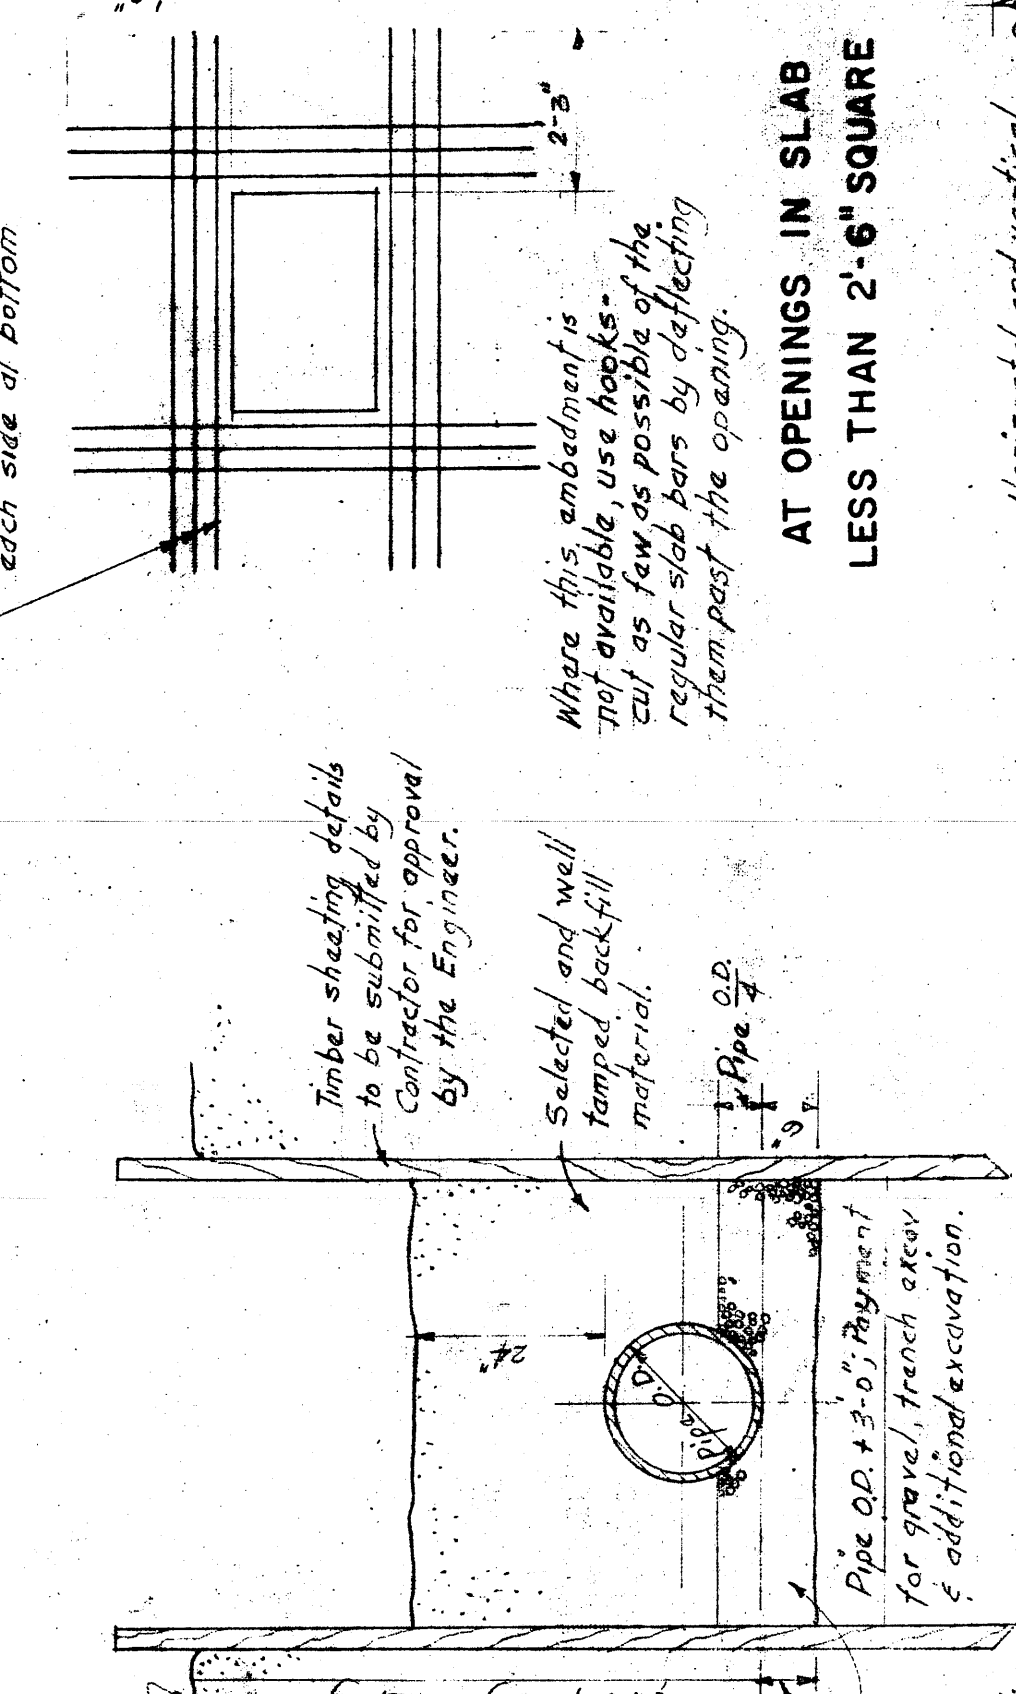 each side at bottom
2-3"
Where this embedment is
not available, use hooks-
cut as few as possible of the
regular slab bars by deflecting
them past the opening.
AT OPENINGS IN SLAB
LESS THAN 2'-6" SQUARE
Timber sheeting details
to be submitted by
Contractor for approval
by the Engineer.
Selected and well
tamped backfill
material.
Pipe O.D.
4
6"
24"
Pipe O.D.
Pipe O.D. + 3'-0", Payment
for gravel, trench excav
& additional excavation.